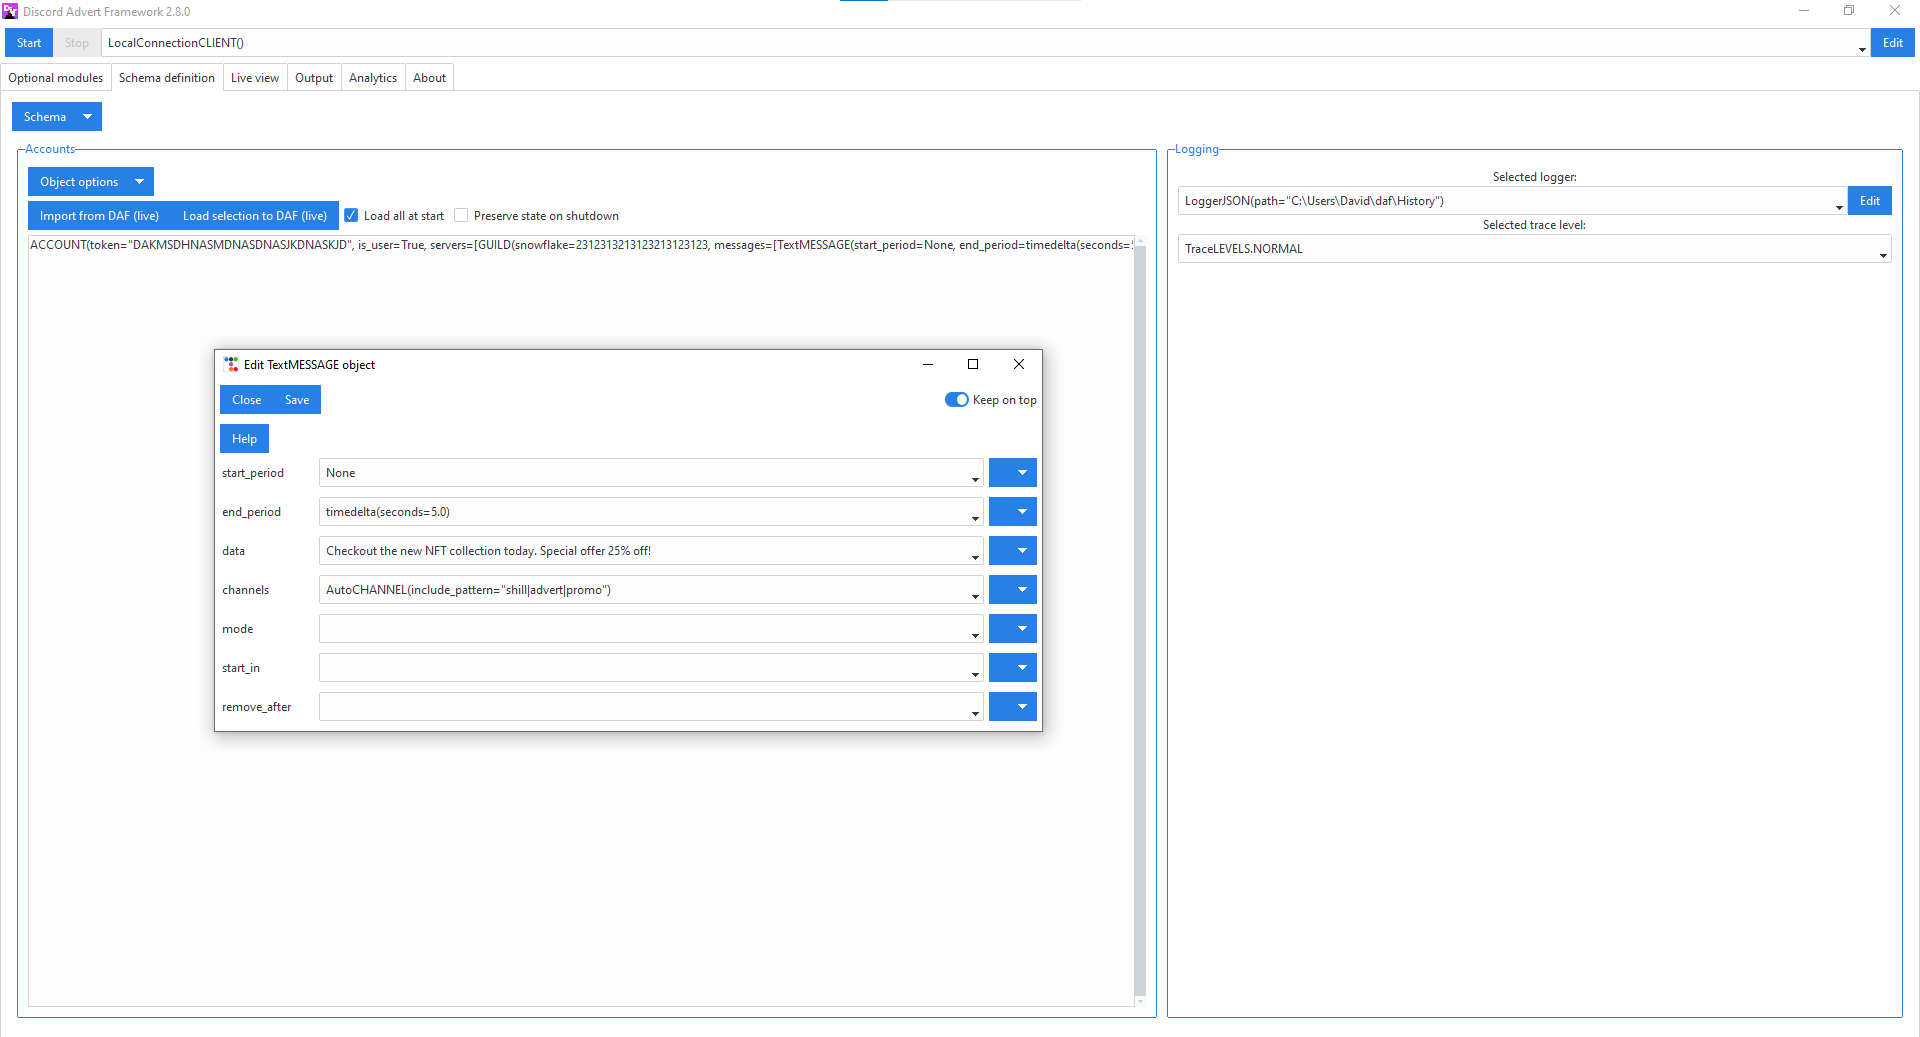 Discord Advert Framework 2.8.0
Start Stop LocalConnectionCLIENT() Edit
Optional modules Schema definition Live view Output Analytics About
Schema
Accounts
Object options
Import from DAF (live) Load selection to DAF (live) Load all at start Preserve state on shutdown
ACCOUNT(token="DAKMSDHNASMDNASDNASJKDNASKJD", is_user=True, servers=[GUILD(snowflake=2312313213123213123123, messages=[TextMESSAGE(start_period=None, end_period=timedelta(seconds=5
Edit TextMESSAGE object
Close Save Keep on top
Help
start_period None
end_period timedelta(seconds=5.0)
data Checkout the new NFT collection today. Special offer 25% off!
channels AutoCHANNEL(include_pattern="shill|advert|promo")
mode
start_in
remove_after
Logging
Selected logger:
LoggerJSON(path="C:\Users\David\daf\History") Edit
Selected trace level:
TraceLEVELS.NORMAL